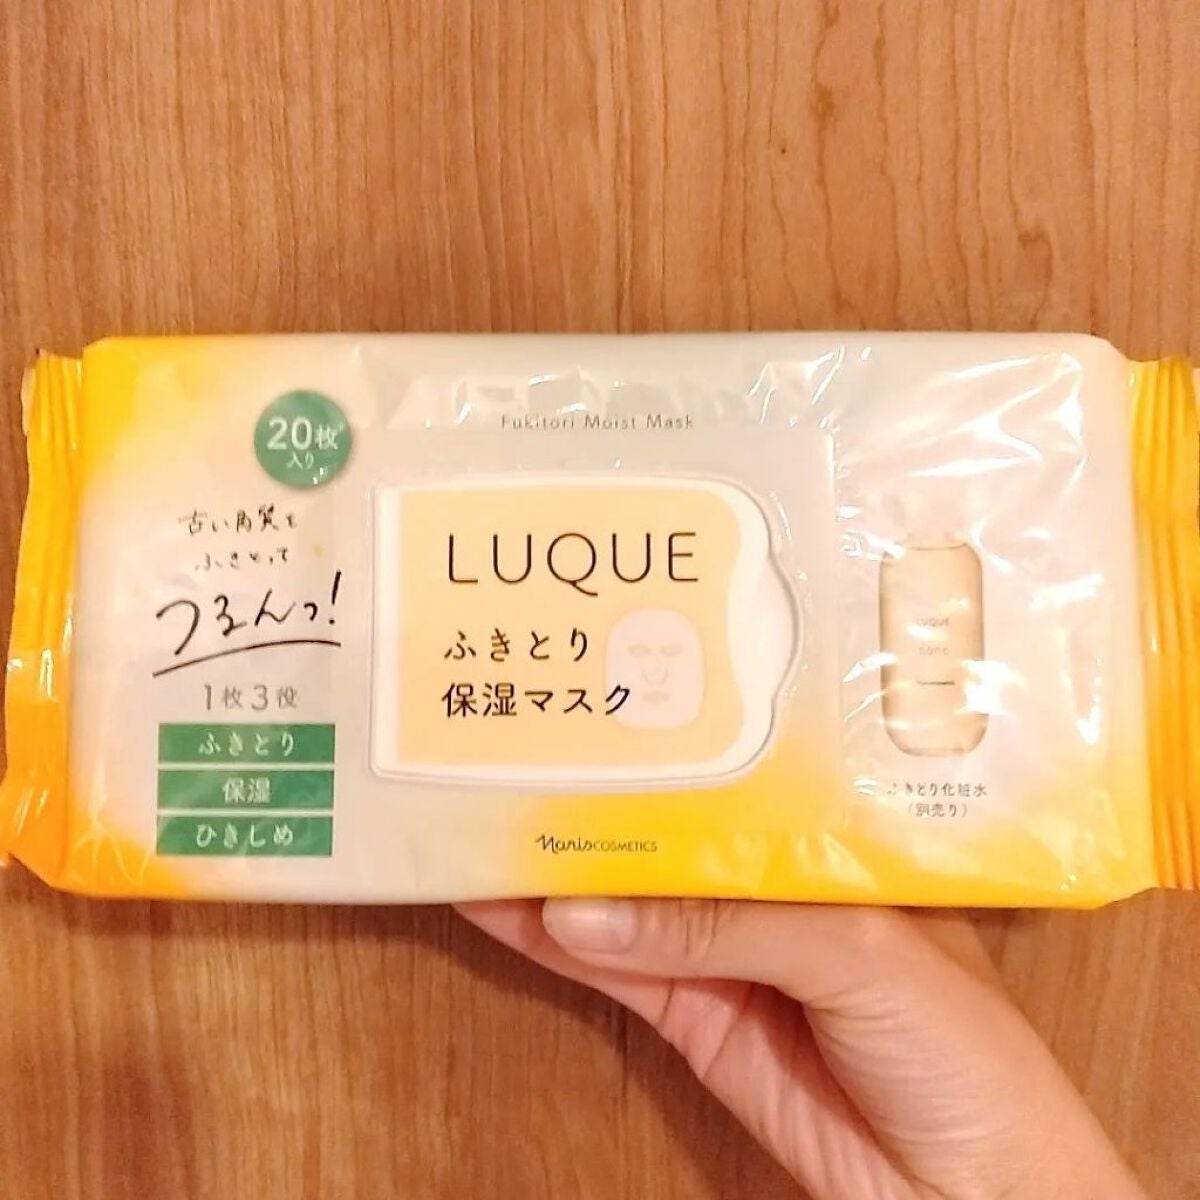 20枚
入り
古い角質を
ふきとって
つるんっ!
1枚3役
ふきとり
保湿
ひきしめ
Fukitori Moist Mask
LUQUE
ふきとり
保湿マスク
Naris COSMETICS
LUQUE
nano
ふきとり化粧水
(別売り)